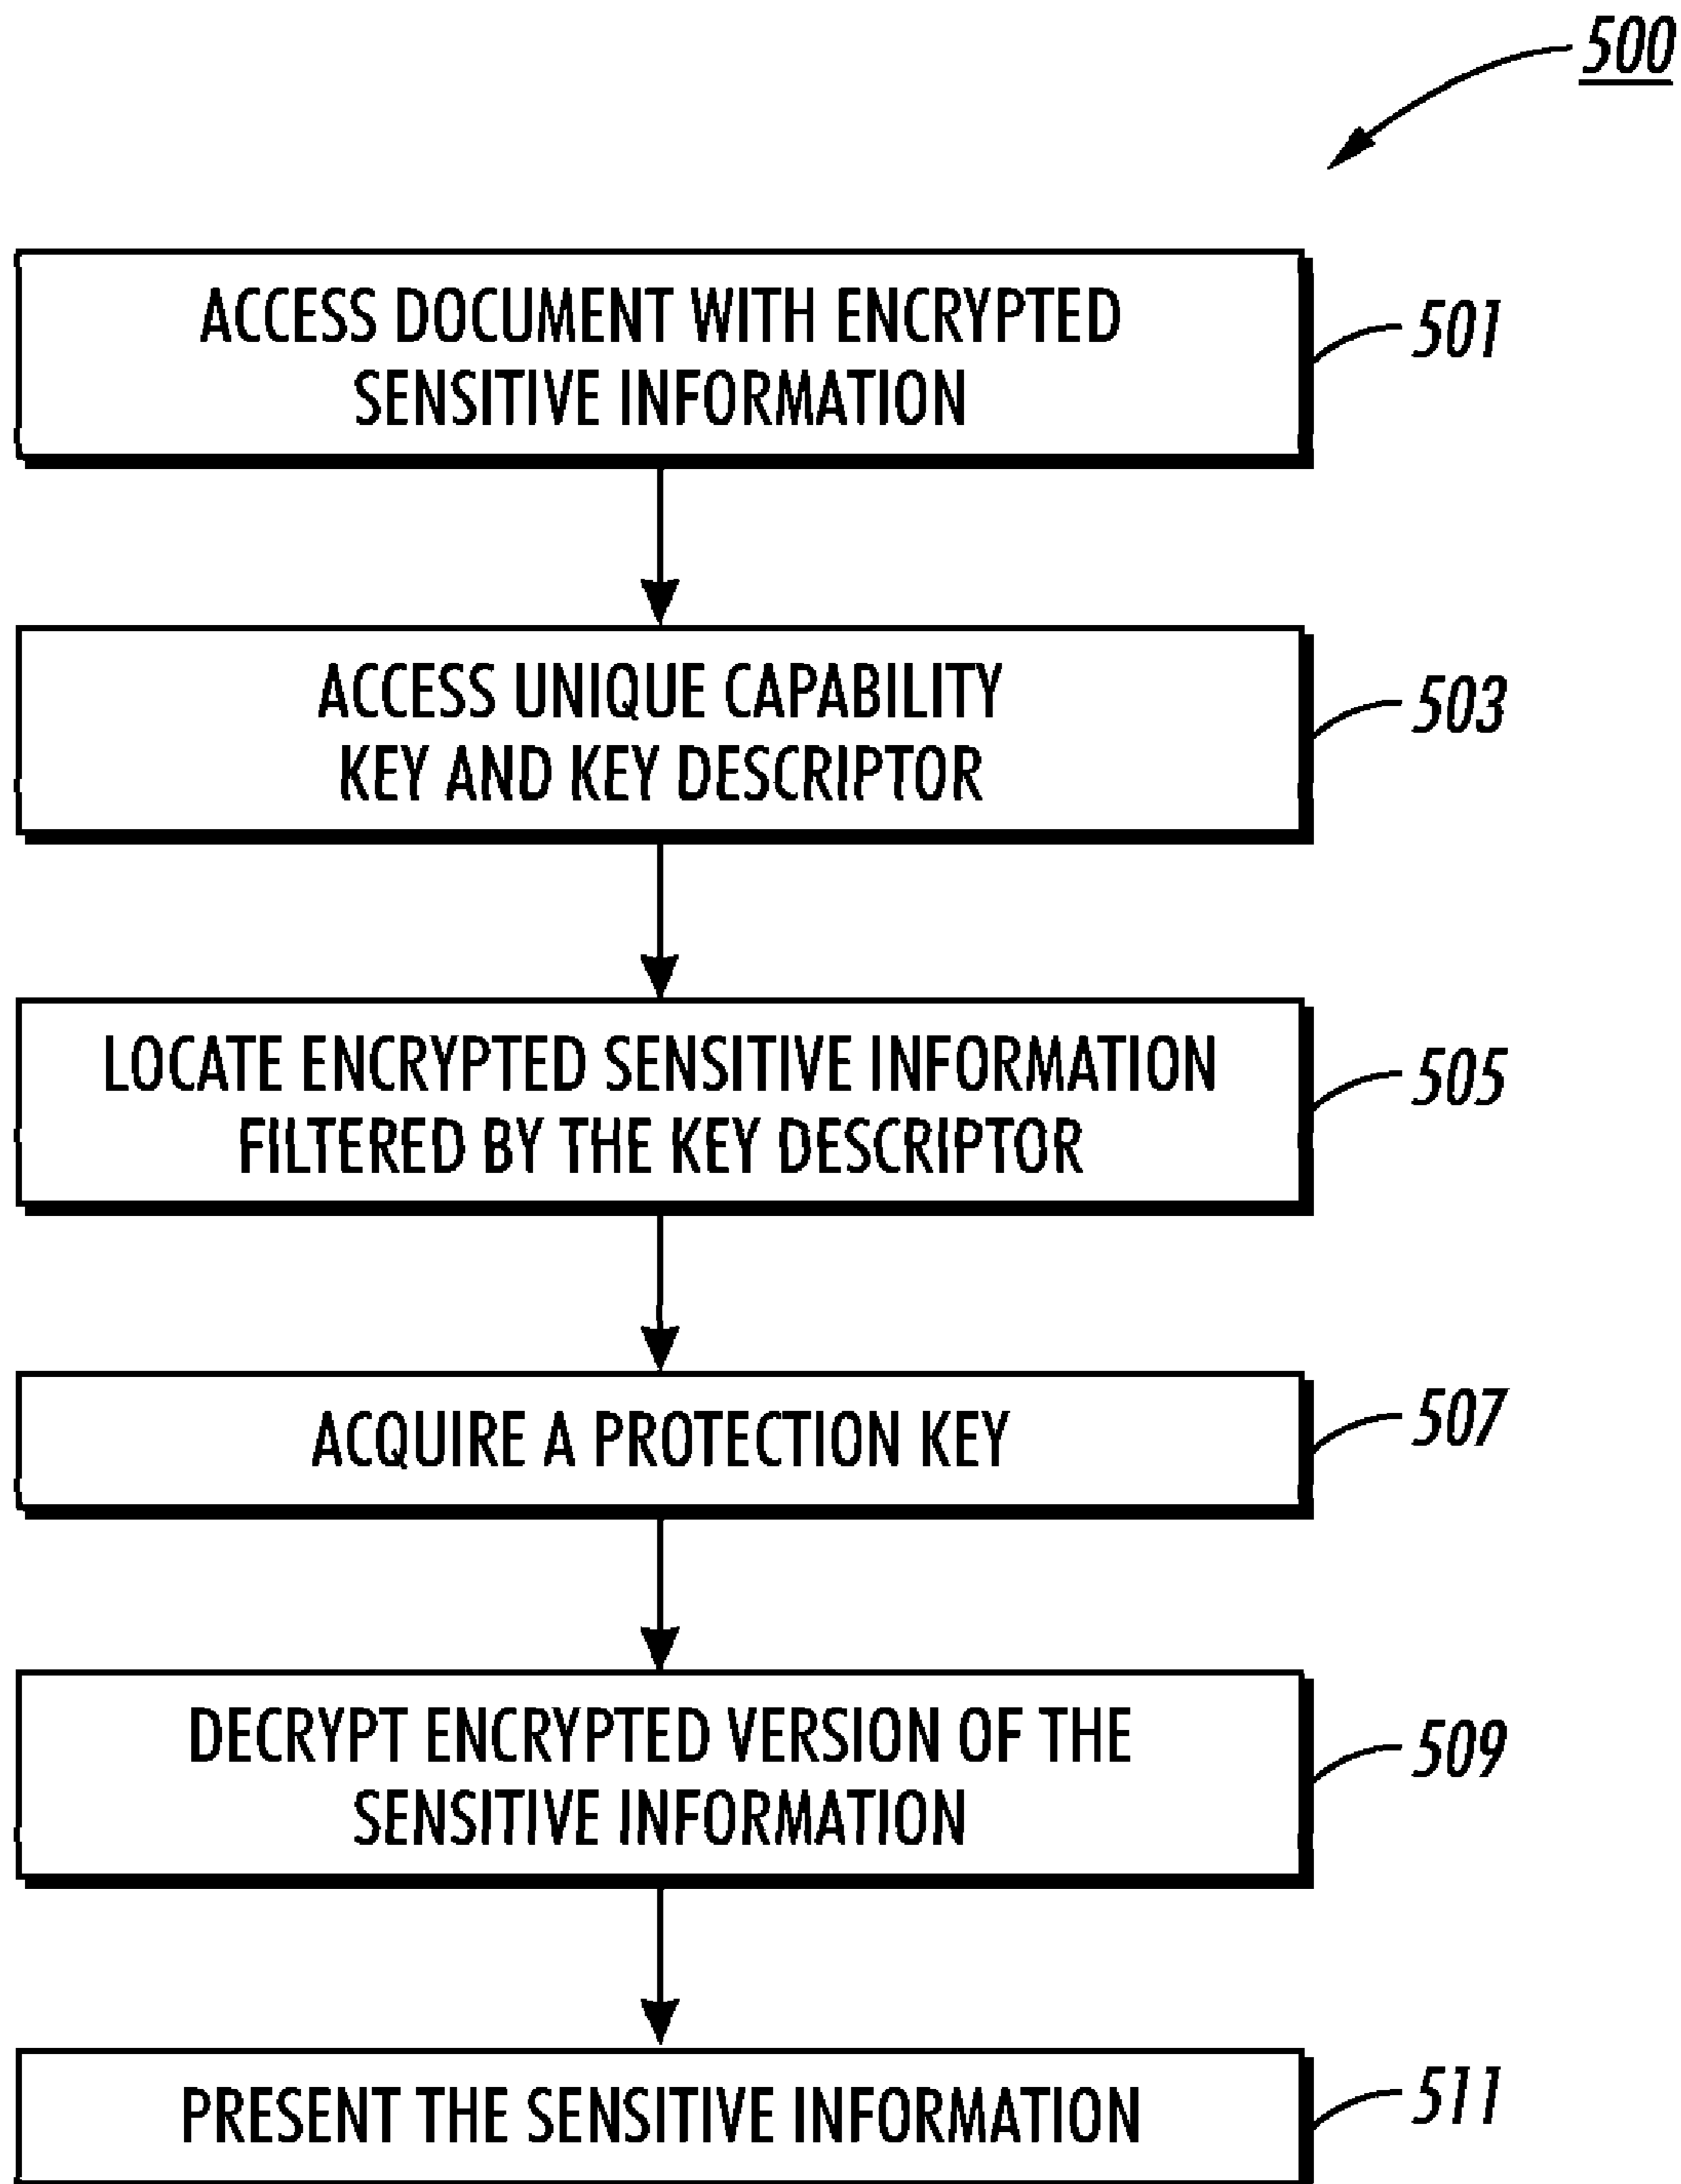 500
ACCESS DOCUMENT WITH ENCRYPTED
SENSITIVE INFORMATION
501
ACCESS UNIQUE CAPABILITY
KEY AND KEY DESCRIPTOR
503
LOCATE ENCRYPTED SENSITIVE INFORMATION
FILTERED BY THE KEY DESCRIPTOR
505
ACQUIRE A PROTECTION KEY
507
DECRYPT ENCRYPTED VERSION OF THE
SENSITIVE INFORMATION
509
PRESENT THE SENSITIVE INFORMATION
511